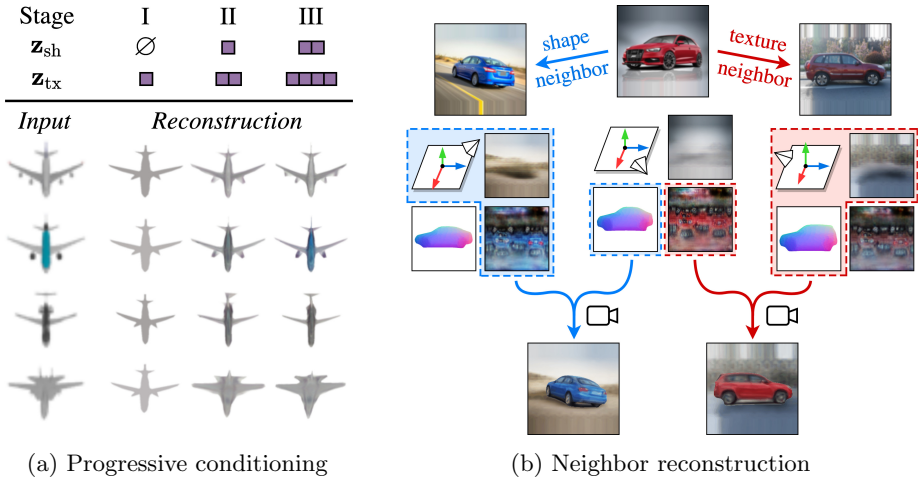 Stage I II III
z_sh ∅
z_tx
Input Reconstruction
(a) Progressive conditioning
shape neighbor
texture neighbor
(b) Neighbor reconstruction